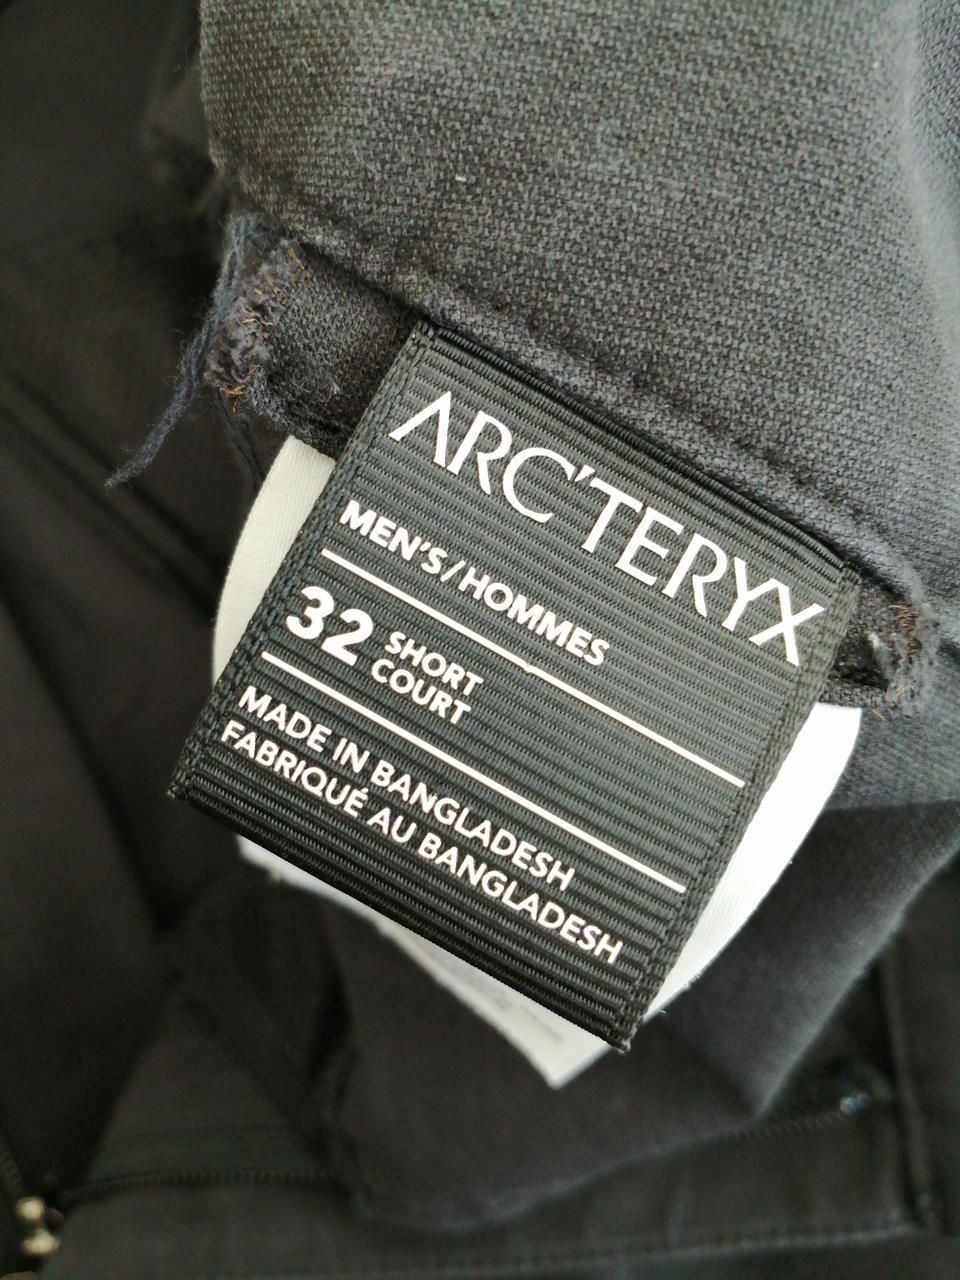 ARC'TERYX
MEN'S/HOMMES
32 SHORT
COURT
MADE IN BANGLADESH
FABRIQUÉ AU BANGLADESH